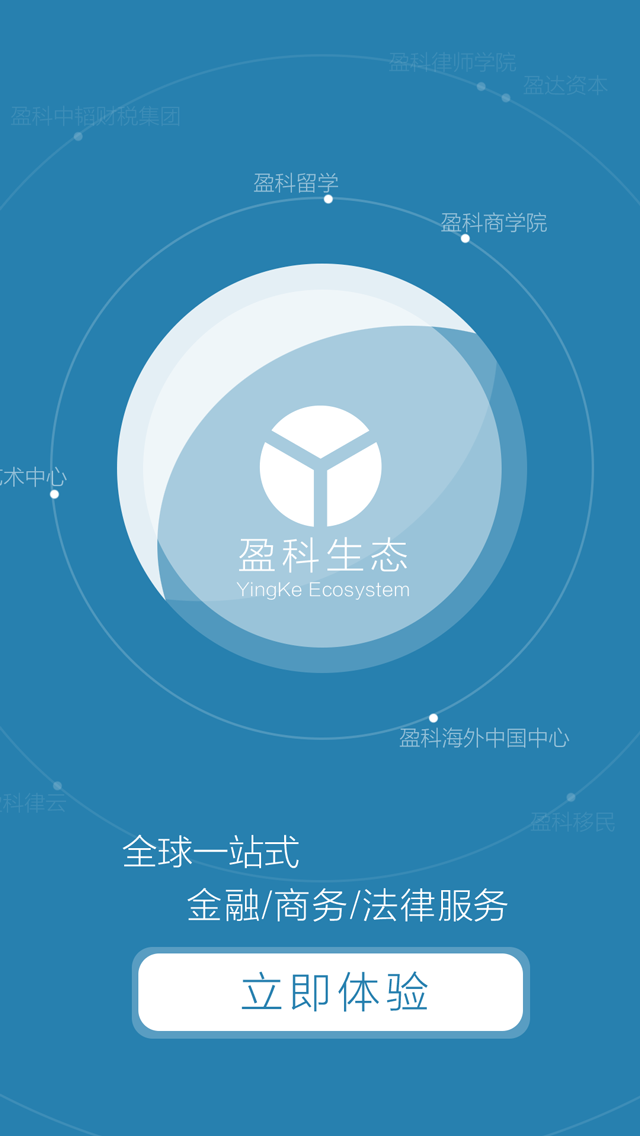 盈科律师学院
盈达资本
盈科中韬财税集团
盈科留学
盈科商学院
术中心
盈科生态
YingKe Ecosystem
盈科海外中国中心
科律云
盈科移民
全球一站式
金融/商务/法律服务
立即体验